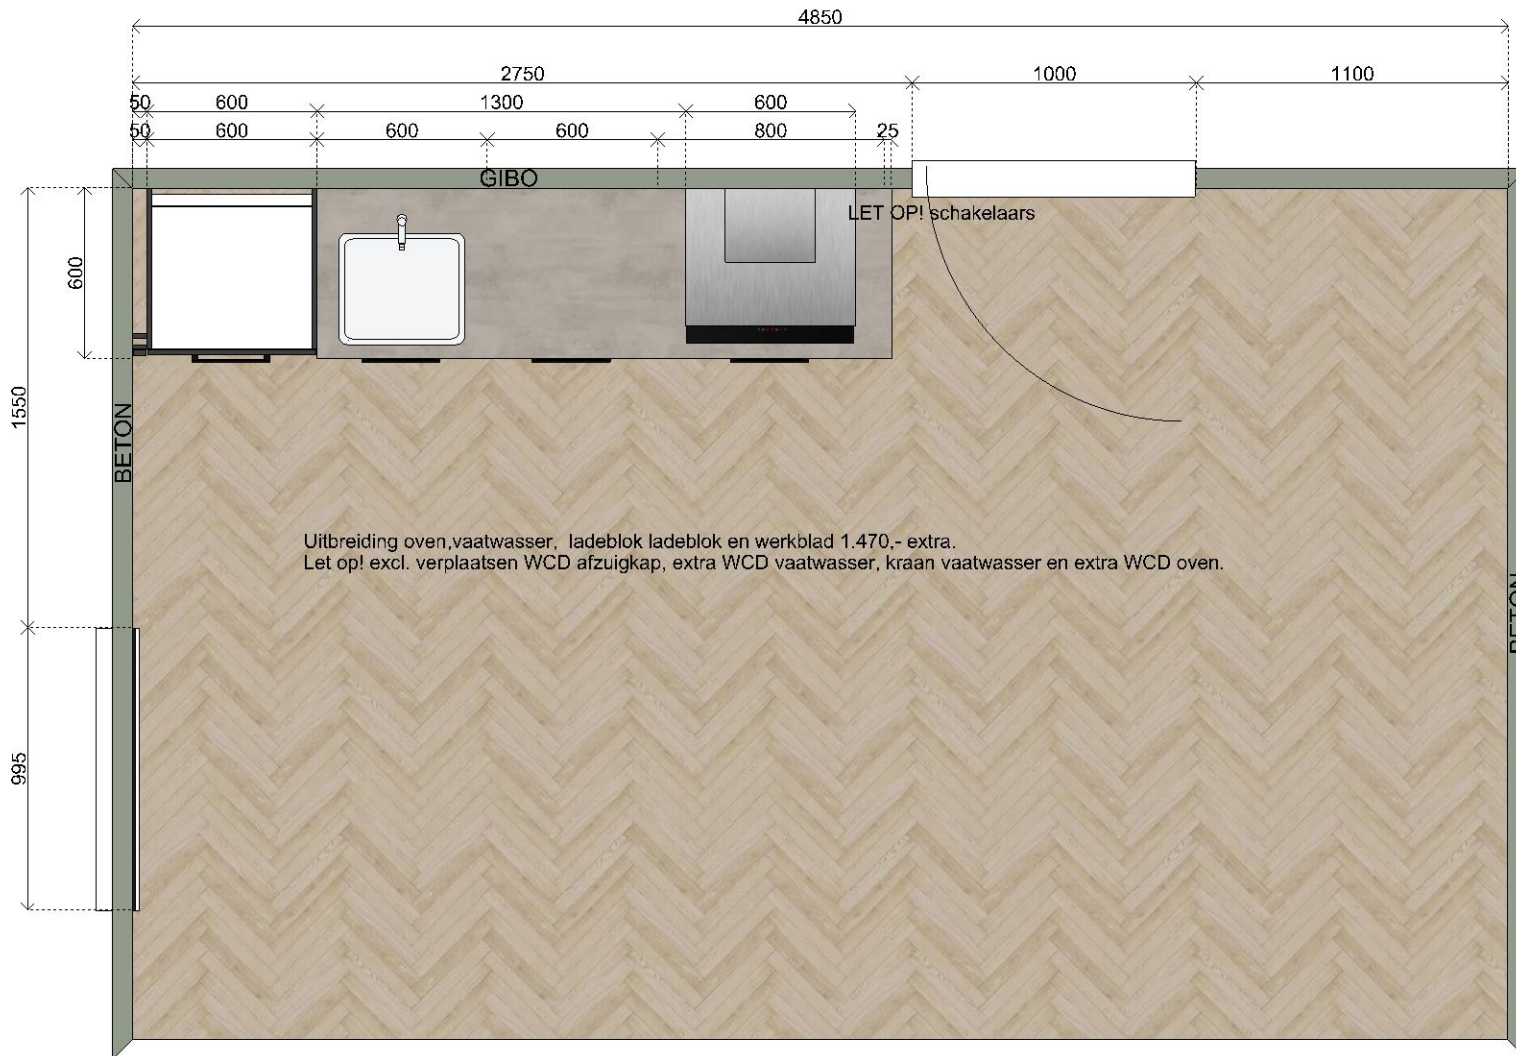 4850
2750 1000 1100
50 600 1300 600
50 600 600 600 800 25
GIBO
LET OP! schakelaars
600
1550
BETON
Uitbreiding oven,vaatwasser, ladeblok ladeblok en werkblad 1.470,- extra.
Let op! excl. verplaatsen WCD afzuigkap, extra WCD vaatwasser, kraan vaatwasser en extra WCD oven.
BETON
995